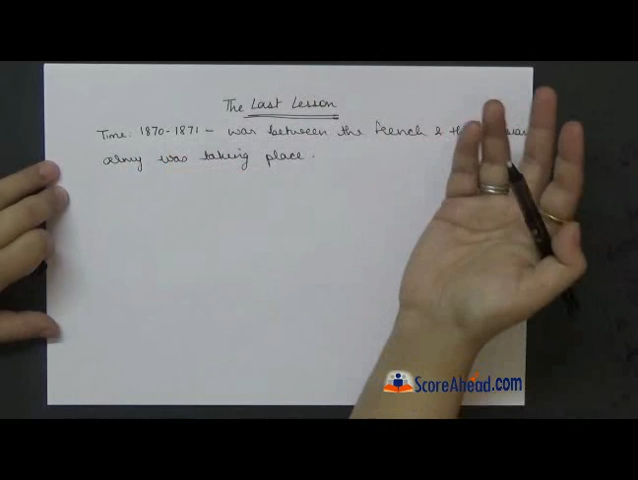 The Last Lesson
Time: 1870-1871 - war between the French &
army was taking place.
ScoreAhead.com